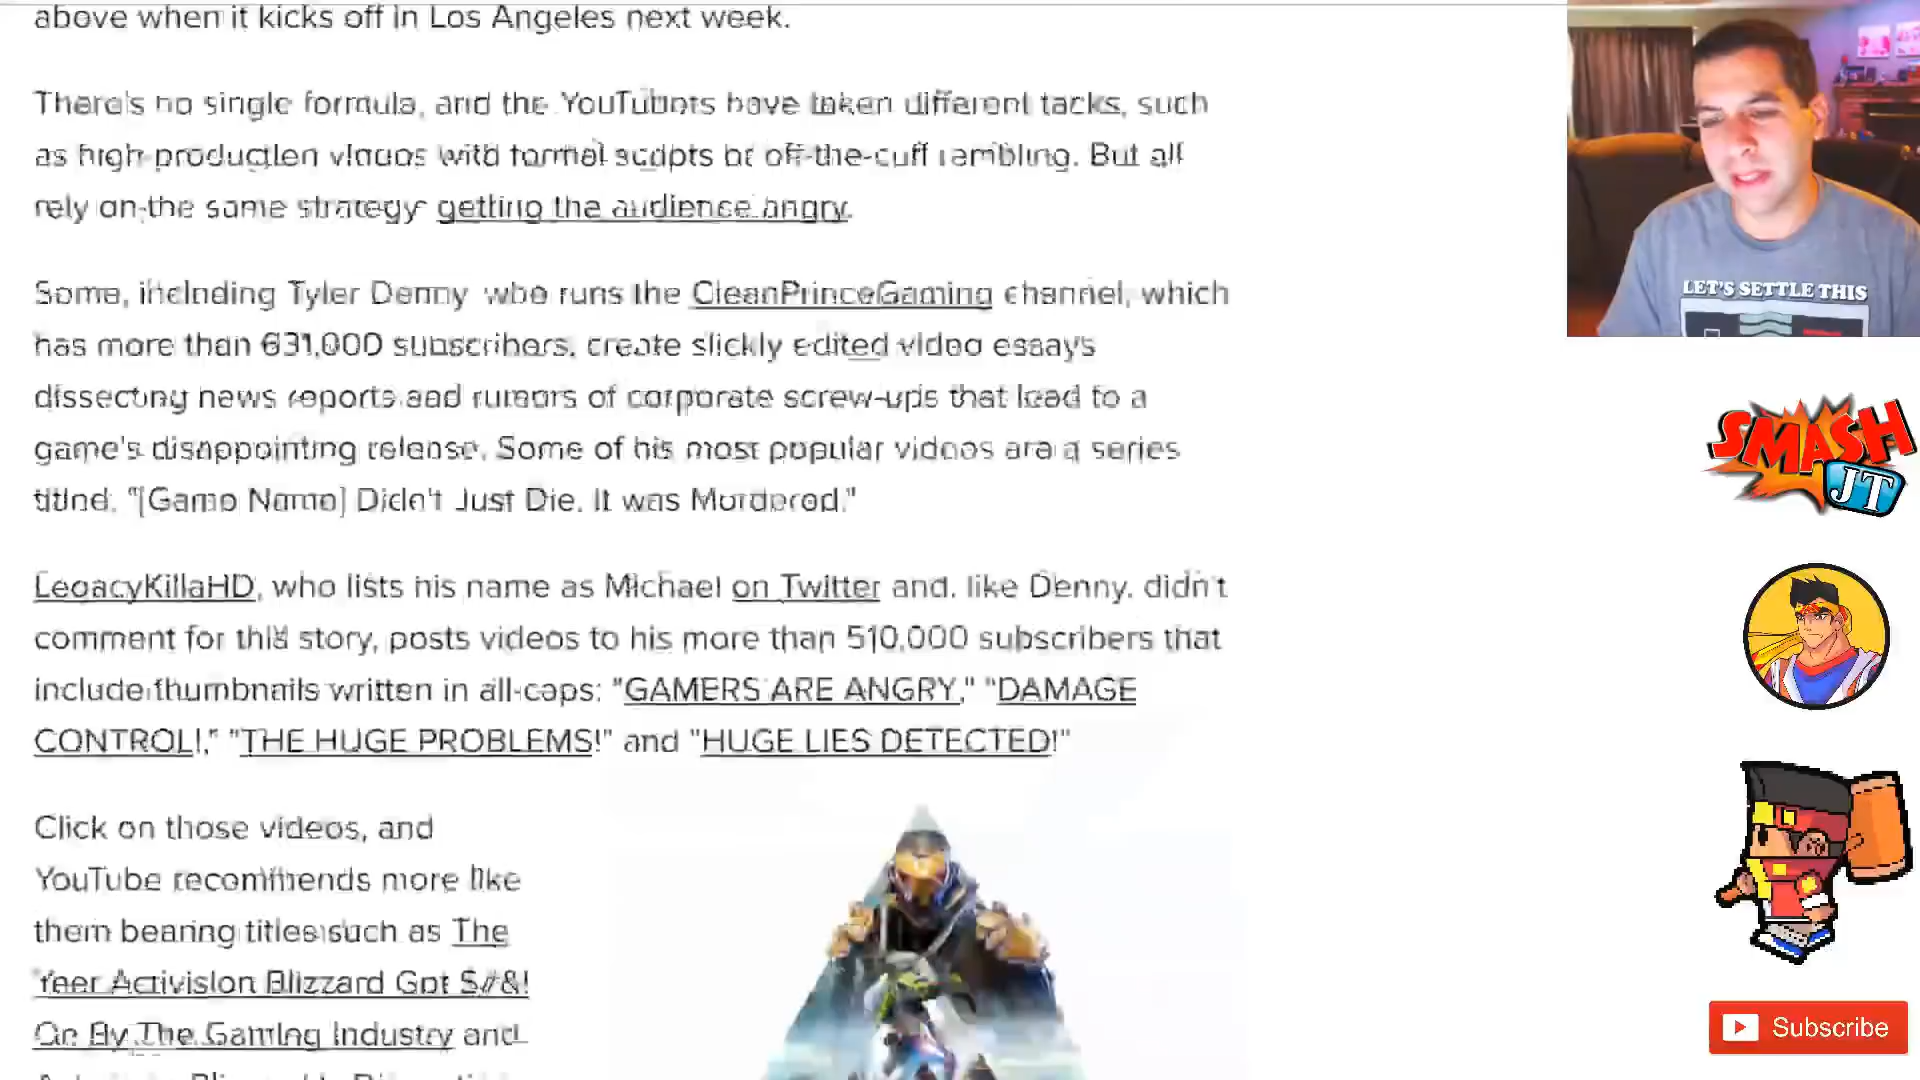 above when it kicks off in Los Angeles next week.
There's no single formula, and the YouTubers have taken different tacks, such
as high-production videos with formal scripts or off-the-cuff rambling. But all
rely on the same strategy getting the audience angry.
Some, including Tyler Denny who runs the CleanPrinceGaming channel, which
has more than 631,000 subscribers, create slickly edited video essays
dissecting news reports and rumors of corporate screw-ups that lead to a
game's disappointing release. Some of his most popular videos are a series
titled, "[Game Name] Didn't Just Die. It was Murdered."
LegacyKillaHD, who lists his name as Michael on Twitter and, like Denny, didn't
comment for this story, posts videos to his more than 510,000 subscribers that
include thumbnails written in all-caps: "GAMERS ARE ANGRY," "DAMAGE
CONTROL!," "THE HUGE PROBLEMS!" and "HUGE LIES DETECTED!"
Click on those videos, and
YouTube recommends more like
them bearing titles such as The
Year Activision Blizzard Got S#&!
On By The Gaming Industry and
LET'S SETTLE THIS
SMASH
JT
Subscribe